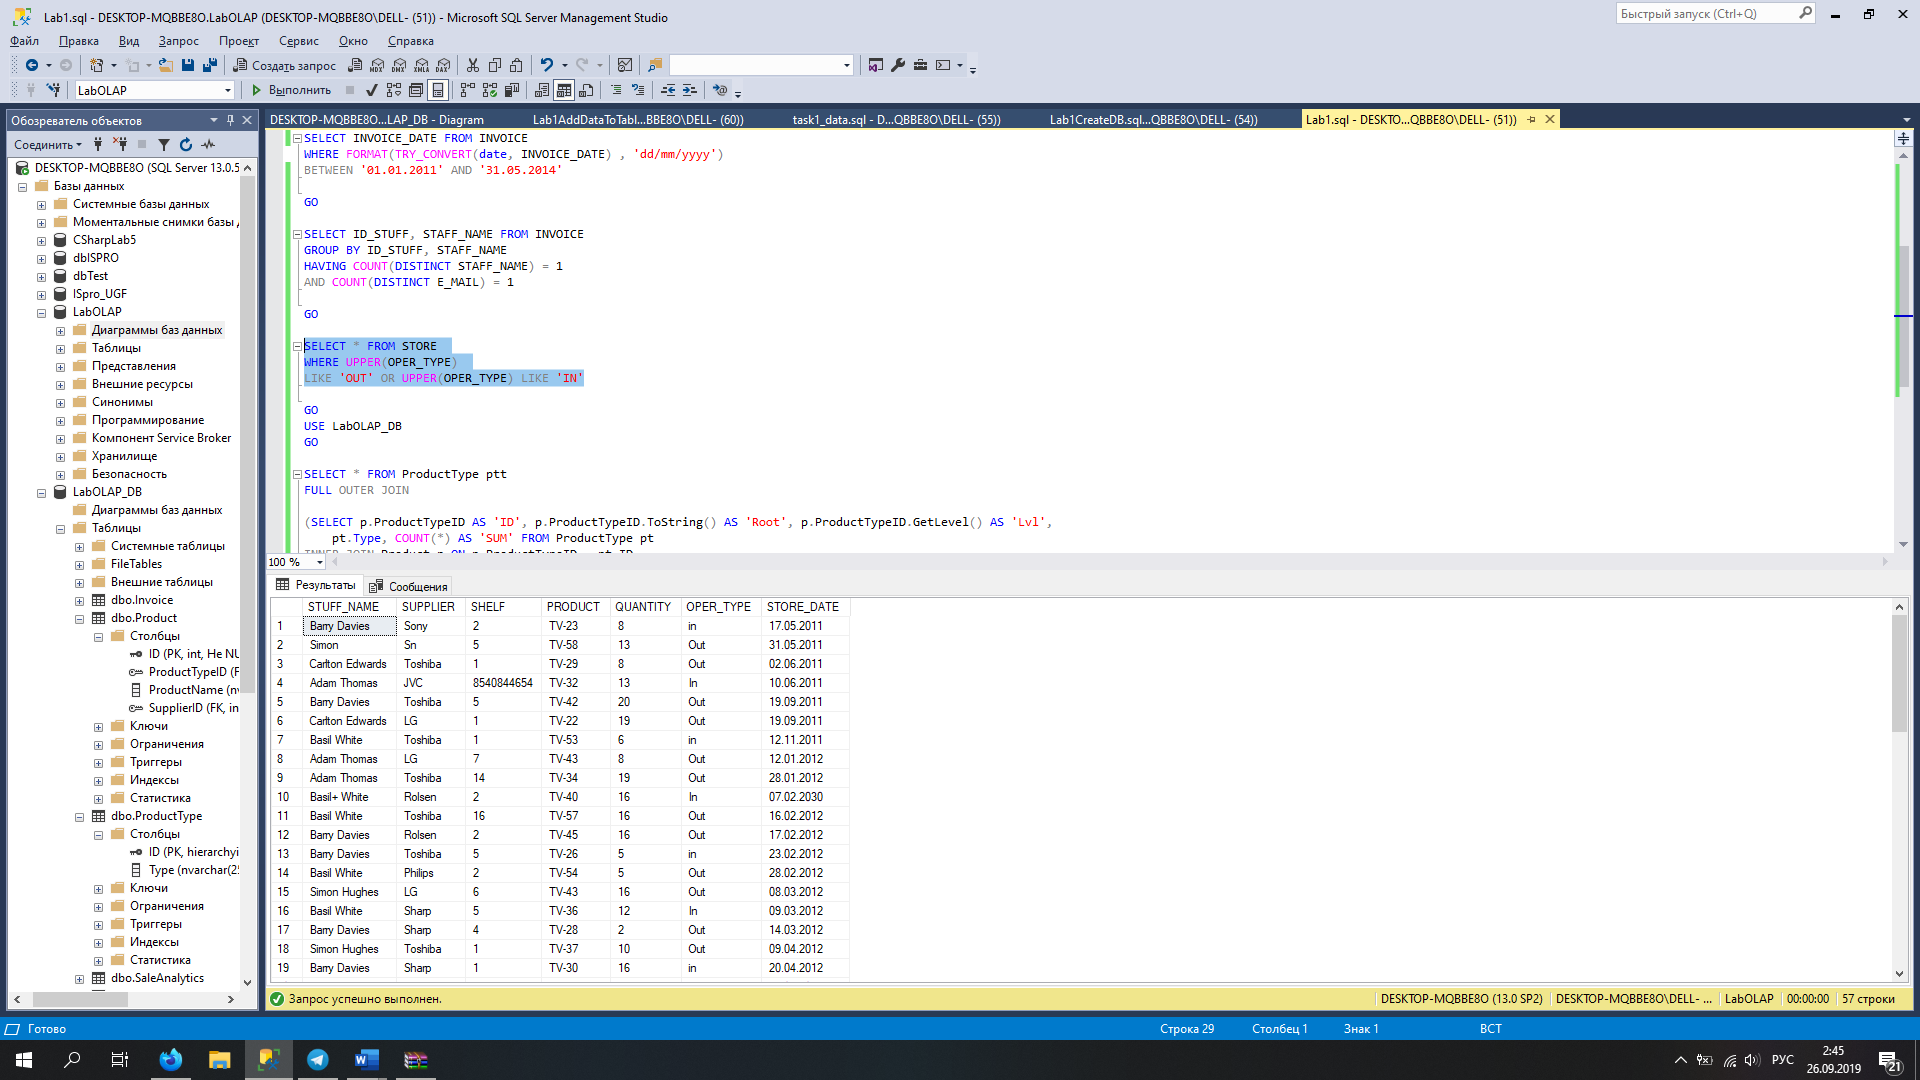 Lab1.sql - DESKTOP-MQBBE8O.LabOLAP (DESKTOP-MQBBE8O\DELL- (51)) - Microsoft SQL Server Management Studio
Быстрый запуск (Ctrl+Q)
Файл Правка Вид Запрос Проект Сервис Окно Справка
Создать запрос MDX DMX XMLA DAX
LabOLAP Выполнить
Обозреватель объектов
Соединить
DESKTOP-MQBBE8O (SQL Server 13.0.5
Базы данных
Системные базы данных
Моментальные снимки базы д
CSharpLab5
dbISPRO
dbTest
ISpro_UGF
LabOLAP
Диаграммы баз данных
Таблицы
Представления
Внешние ресурсы
Синонимы
Программирование
Компонент Service Broker
Хранилище
Безопасность
LabOLAP_DB
Диаграммы баз данных
Таблицы
Системные таблицы
FileTables
Внешние таблицы
dbo.Invoice
dbo.Product
Столбцы
ID (PK, int, Не NU
ProductTypeID (F
ProductName (nv
SupplierID (FK, in
Ключи
Ограничения
Триггеры
Индексы
Статистика
dbo.ProductType
Столбцы
ID (PK, hierarchyi
Type (nvarchar(25
Ключи
Ограничения
Триггеры
Индексы
Статистика
dbo.SaleAnalytics
DESKTOP-MQBBE8O...LAP_DB - Diagram Lab1AddDataToTabl...BBE8O\DELL- (60)) task1_data.sql - D...QBBE8O\DELL- (55)) Lab1CreateDB.sql...QBBE8O\DELL- (54)) Lab1.sql - DESKTO...QBBE8O\DELL- (51))
SELECT INVOICE_DATE FROM INVOICE
WHERE FORMAT(TRY_CONVERT(date, INVOICE_DATE) , 'dd/mm/yyyy')
BETWEEN '01.01.2011' AND '31.05.2014'
GO
SELECT ID_STUFF, STAFF_NAME FROM INVOICE
GROUP BY ID_STUFF, STAFF_NAME
HAVING COUNT(DISTINCT STAFF_NAME) = 1
AND COUNT(DISTINCT E_MAIL) = 1
GO
SELECT * FROM STORE
WHERE UPPER(OPER_TYPE)
LIKE 'OUT' OR UPPER(OPER_TYPE) LIKE 'IN'
GO
USE LabOLAP_DB
GO
SELECT * FROM ProductType ptt
FULL OUTER JOIN
(SELECT p.ProductTypeID AS 'ID', p.ProductTypeID.ToString() AS 'Root', p.ProductTypeID.GetLevel() AS 'Lvl',
pt.Type, COUNT(*) AS 'SUM' FROM ProductType pt
INNER JOIN Product p ON p.ProductTypeID = pt.ID
100 %
Результаты Сообщения
STUFF_NAME SUPPLIER SHELF PRODUCT QUANTITY OPER_TYPE STORE_DATE
1 Barry Davies Sony 2 TV-23 8 in 17.05.2011
2 Simon Sn 5 TV-58 13 Out 31.05.2011
3 Carlton Edwards Toshiba 1 TV-29 8 Out 02.06.2011
4 Adam Thomas JVC 8540844654 TV-32 13 In 10.06.2011
5 Barry Davies Toshiba 5 TV-42 20 Out 19.09.2011
6 Carlton Edwards LG 1 TV-22 19 Out 19.09.2011
7 Basil White Toshiba 1 TV-53 6 in 12.11.2011
8 Adam Thomas LG 7 TV-43 8 Out 12.01.2012
9 Adam Thomas Toshiba 14 TV-34 19 Out 28.01.2012
10 Basil+ White Rolsen 2 TV-40 16 In 07.02.2030
11 Basil White Toshiba 16 TV-57 16 Out 16.02.2012
12 Barry Davies Rolsen 2 TV-45 16 Out 17.02.2012
13 Barry Davies Toshiba 5 TV-26 5 in 23.02.2012
14 Basil White Philips 2 TV-54 5 Out 28.02.2012
15 Simon Hughes LG 6 TV-43 16 Out 08.03.2012
16 Basil White Sharp 5 TV-36 12 In 09.03.2012
17 Barry Davies Sharp 4 TV-28 2 Out 14.03.2012
18 Simon Hughes Toshiba 1 TV-37 10 Out 09.04.2012
19 Barry Davies Sharp 1 TV-30 16 in 20.04.2012
Запрос успешно выполнен. DESKTOP-MQBBE8O (13.0 SP2) DESKTOP-MQBBE8O\DELL- ... LabOLAP 00:00:00 57 строки
Готово Строка 29 Столбец 1 Знак 1 ВСТ
РУС 2:45
26.09.2019 21